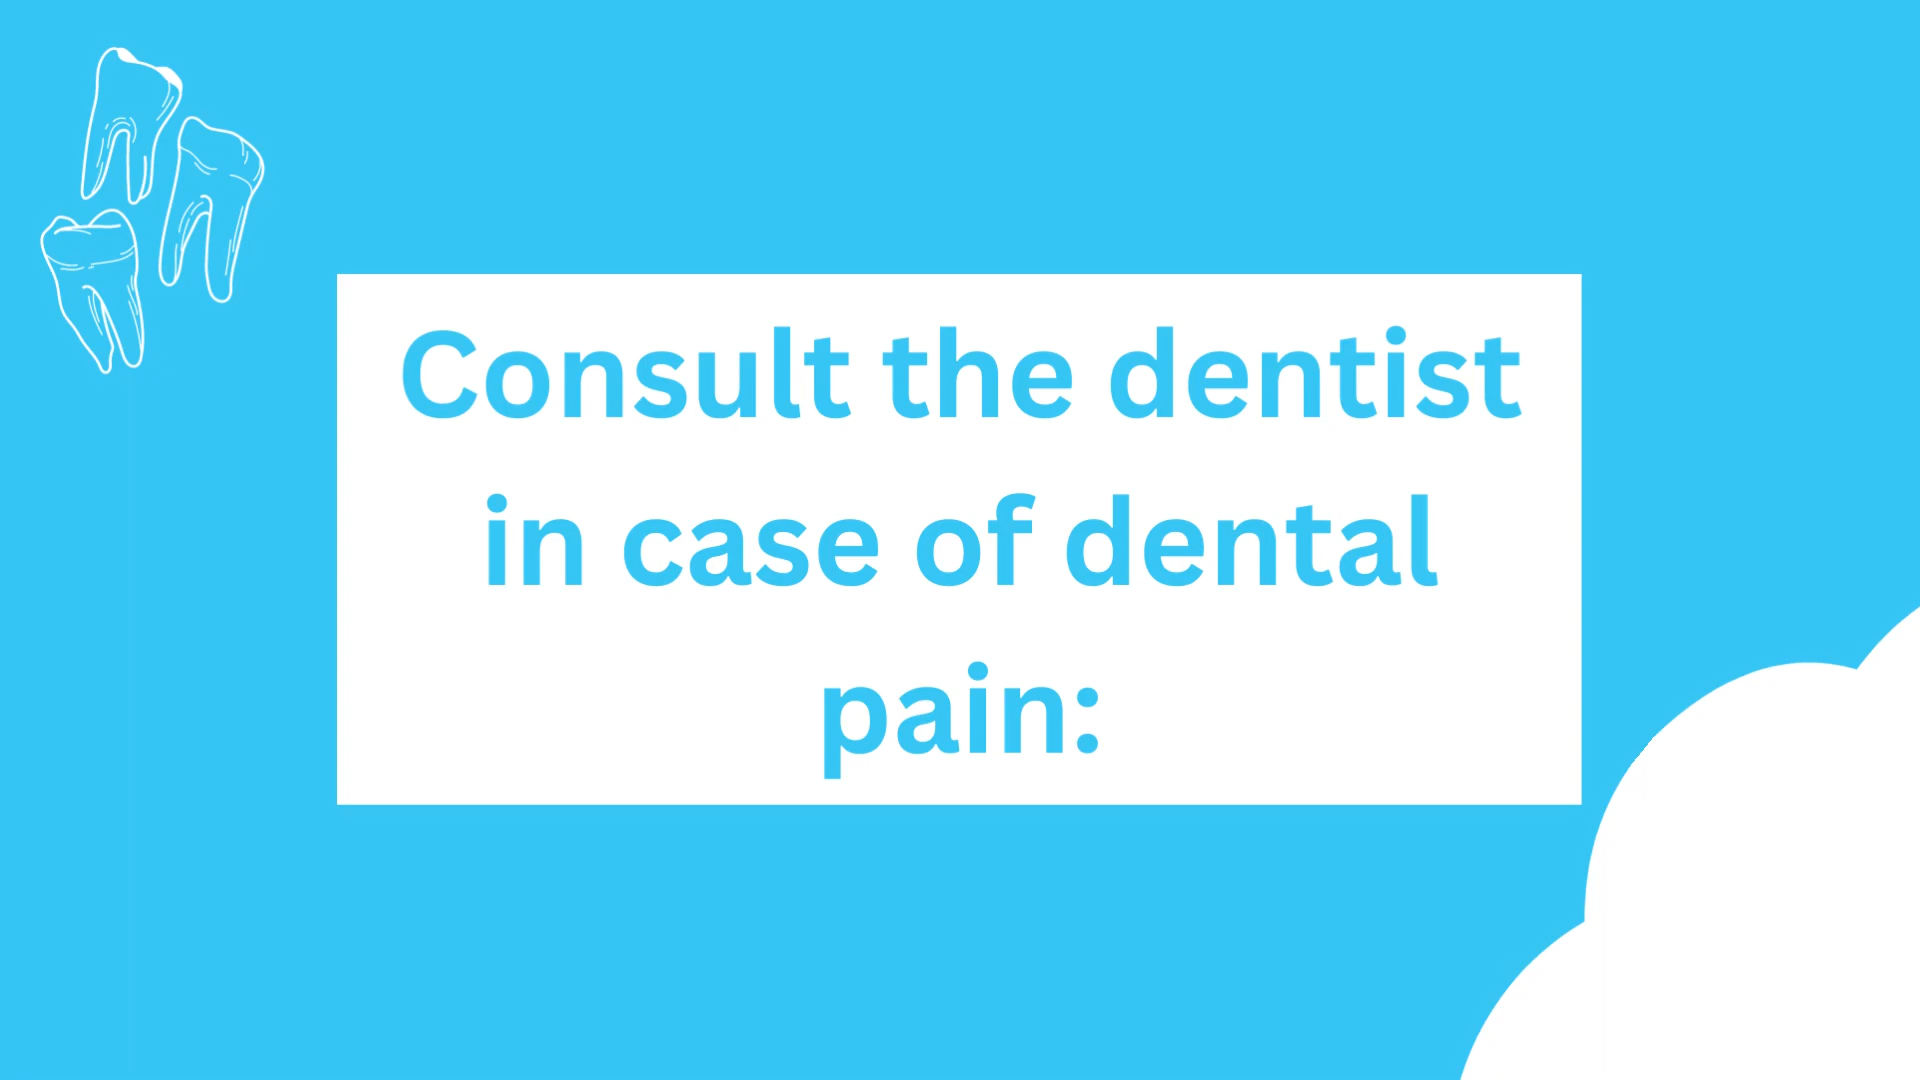 Consult the dentist
in case of dental
pain: